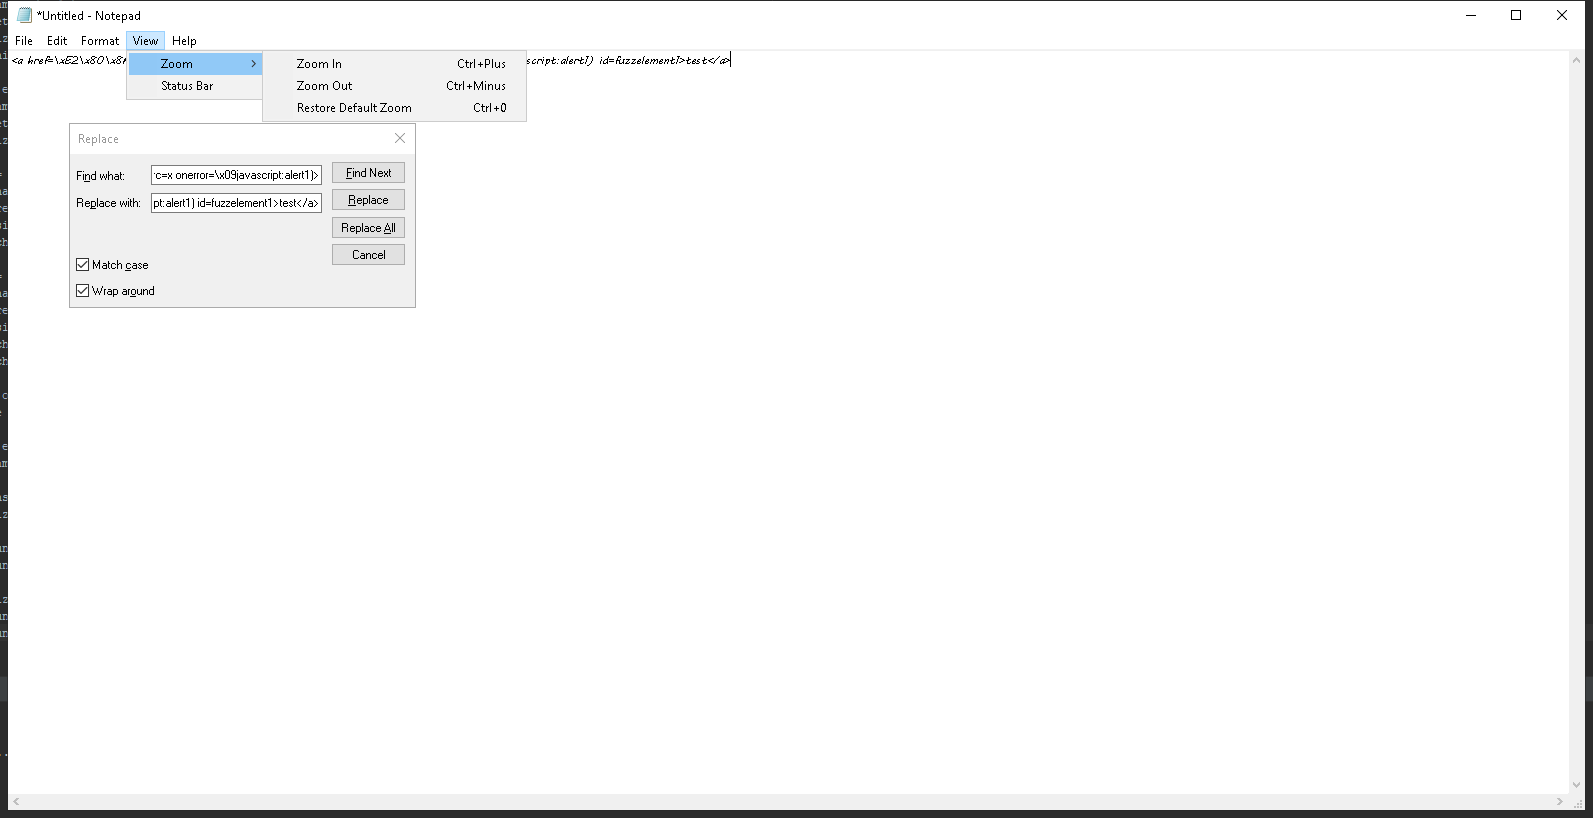 *Untitled - Notepad
File Edit Format View Help
<a href=\xE2\x80\x8 script:alert1) id=fuzzelement1>test</a>
Zoom
Status Bar
Zoom In Ctrl+Plus
Zoom Out Ctrl+Minus
Restore Default Zoom Ctrl+0
Replace
Find what: c=x onerror=\x09javascript:alert1)> Find Next
Replace with: pt:alert1) id=fuzzelement1>test</a> Replace
Replace All
Cancel
Match case
Wrap around